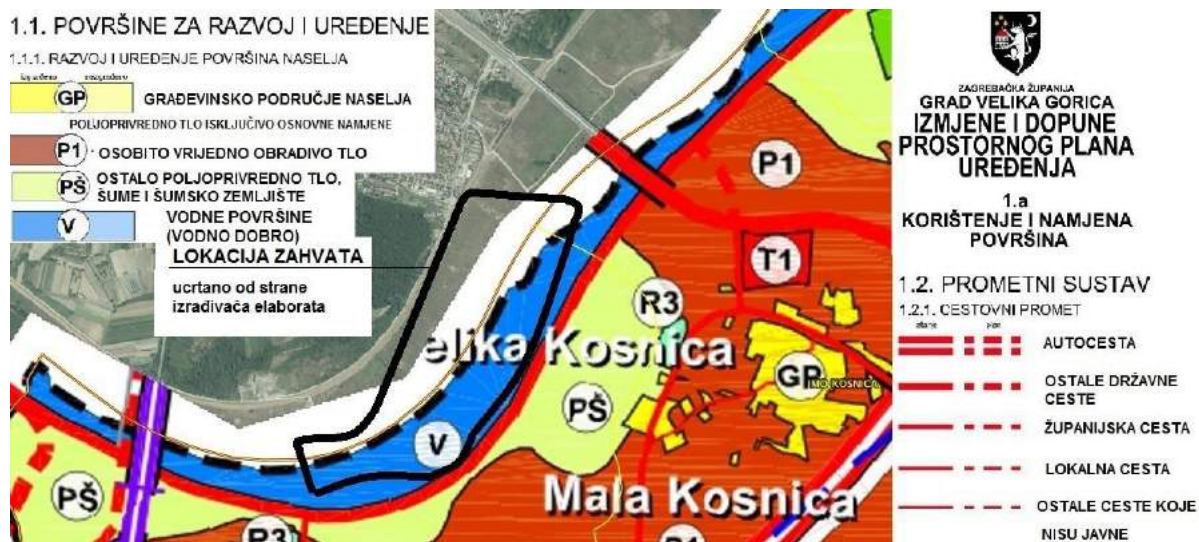 1.1. POVRŠINE ZA RAZVOJ I UREĐENJE
1.1.1. RAZVOJ I UREĐENJE POVRŠINA NASELJA
GP
GRAĐEVINSKO PODRUČJE NASELJA
POLJOPRIVREDNO TLO ISKLJUČIVO OSNOVNE NAMJENE
P1
OSOBITO VRIJEDNO OBRADIVO TLO
PŠ
OSTALO POLJOPRIVREDNO TLO,
ŠUME I ŠUMSKO ZEMLJIŠTE
V
VODNE POVRŠINE
(VODNO DOBRO)
LOKACIJA ZAHVATA
ucrtano od strane
izrađivača elaborata
P1
T1
R3
elika Kosnica
GP
IMO KOSNICA
PŠ
V
PŠ
Mala Kosnica
R3
ZAGREBAČKA ŽUPANIJA
GRAD VELIKA GORICA
IZMJENE I DOPUNE
PROSTORNOG PLANA
UREĐENJA
1.a
KORIŠTENJE I NAMJENA
POVRŠINA
1.2. PROMETNI SUSTAV
1.2.1. CESTOVNI PROMET
AUTOCESTA
OSTALE DRŽAVNE
CESTE
ŽUPANIJSKA CESTA
LOKALNA CESTA
OSTALE CESTE KOJE
NISU JAVNE